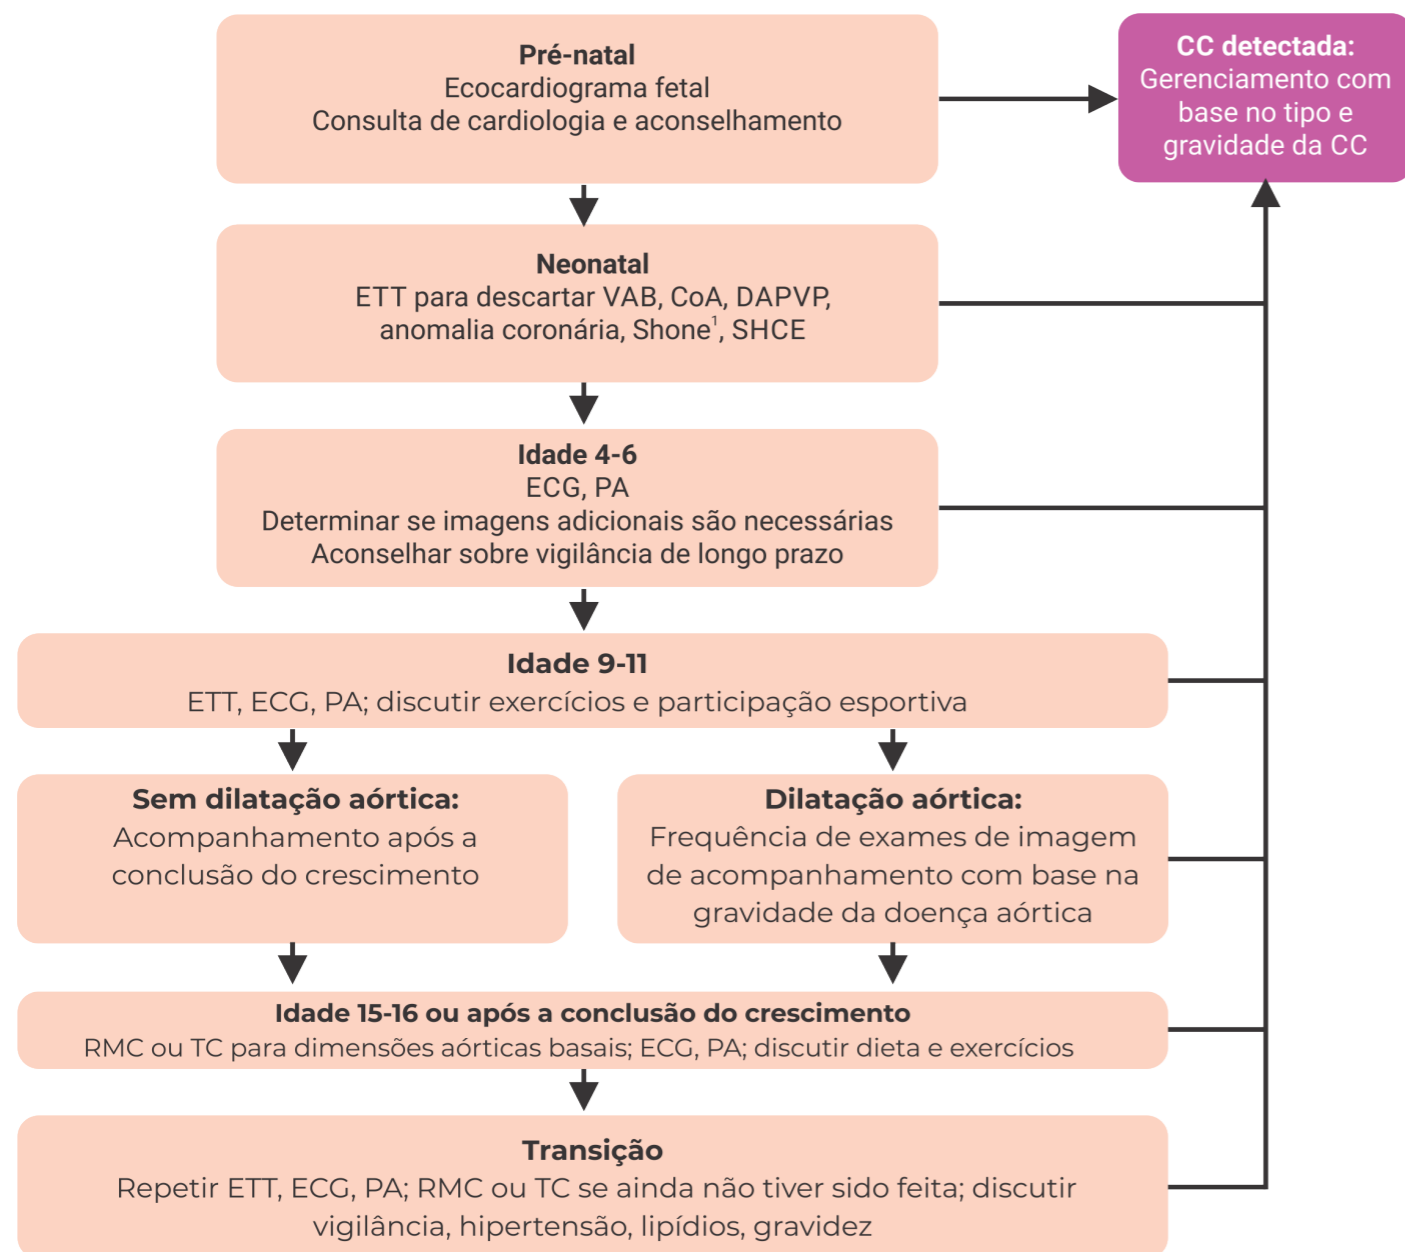 Pré-natal
Ecocardiograma fetal
Consulta de cardiologia e aconselhamento
CC detectada:
Gerenciamento com
base no tipo e
gravidade da CC
Neonatal
ETT para descartar VAB, CoA, DAPVP,
anomalia coronária, Shone¹, SHCE
Idade 4-6
ECG, PA
Determinar se imagens adicionais são necessárias
Aconselhar sobre vigilância de longo prazo
Idade 9-11
ETT, ECG, PA; discutir exercícios e participação esportiva
Sem dilatação aórtica:
Acompanhamento após a
conclusão do crescimento
Dilatação aórtica:
Frequência de exames de imagem
de acompanhamento com base na
gravidade da doença aórtica
Idade 15-16 ou após a conclusão do crescimento
RMC ou TC para dimensões aórticas basais; ECG, PA; discutir dieta e exercícios
Transição
Repetir ETT, ECG, PA; RMC ou TC se ainda não tiver sido feita; discutir
vigilância, hipertensão, lipídios, gravidez